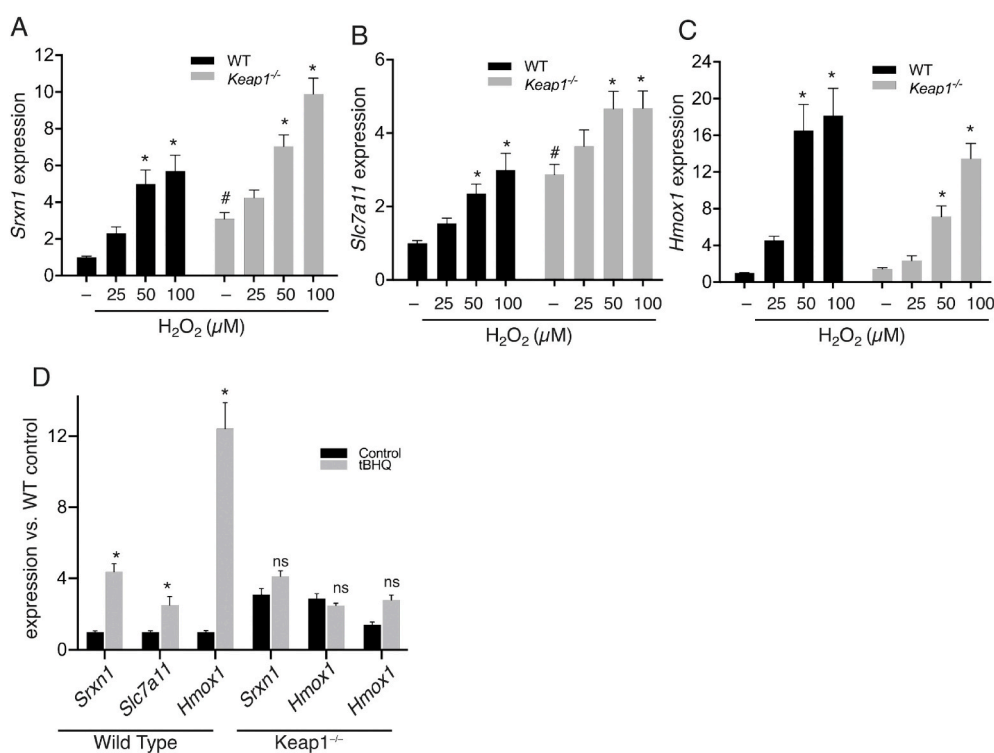 A
WT
Keap1⁻/⁻
Srxn1 expression
12
10
8
6
4
2
0
#
*
*
*
*
– 25 50 100 – 25 50 100
H₂O₂ (µM)
B
WT
Keap1⁻/⁻
Slc7a11 expression
6
4
2
0
*
*
#
*
*
– 25 50 100 – 25 50 100
H₂O₂ (µM)
C
WT
Keap1⁻/⁻
Hmox1 expression
24
20
16
12
8
4
0
*
*
*
*
– 25 50 100 – 25 50 100
H₂O₂ (µM)
D
Control
tBHQ
expression vs. WT control
12
8
4
0
*
*
*
ns
ns
ns
Srxn1 Slc7a11 Hmox1 Srxn1 Hmox1 Hmox1
Wild Type Keap1⁻/⁻